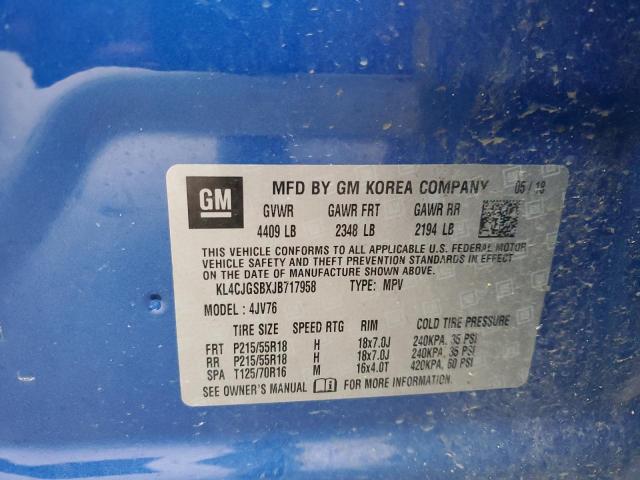 GM MFD BY GM KOREA COMPANY 05/18
GVWR GAWR FRT GAWR RR
4409 LB 2348 LB 2194 LB
THIS VEHICLE CONFORMS TO ALL APPLICABLE U.S. FEDERAL MOTOR
VEHICLE SAFETY AND THEFT PREVENTION STANDARDS IN EFFECT
ON THE DATE OF MANUFACTURE SHOWN ABOVE.
KL4CJGSBXJB717958 TYPE: MPV
MODEL: 4JV76
TIRE SIZE SPEED RTG RIM COLD TIRE PRESSURE
FRT P215/55R18 H 18x7.0J 240KPA, 35 PSI
RR P215/55R18 H 18x7.0J 240KPA, 35 PSI
SPA T125/70R16 M 16x4.0T 420KPA, 60 PSI
SEE OWNER'S MANUAL FOR MORE INFORMATION.